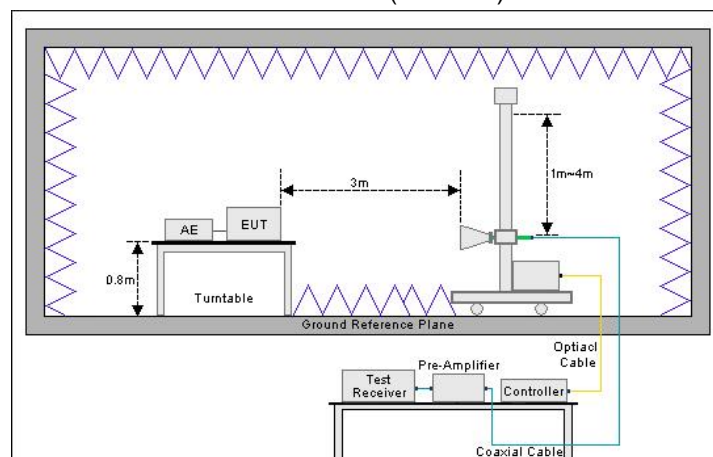 3m
1m~4m
AE
EUT
0.8m
Turntable
Ground Reference Plane
Optiacl
Cable
Pre-Amplifier
Test
Receiver
Controller
Coaxial Cable